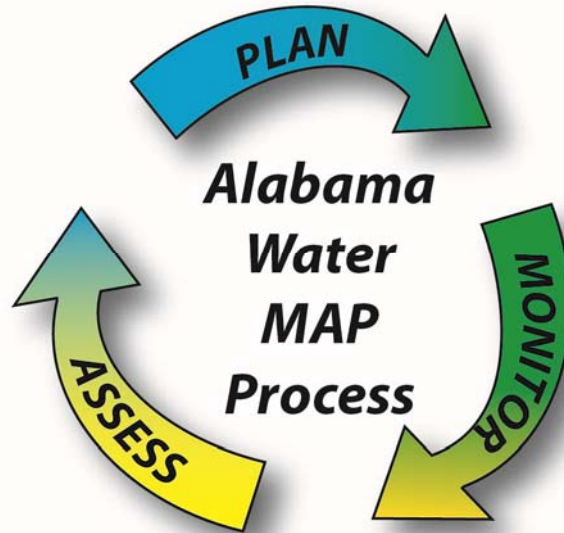 PLAN
Alabama
Water
MAP
Process
MONITOR
ASSESS